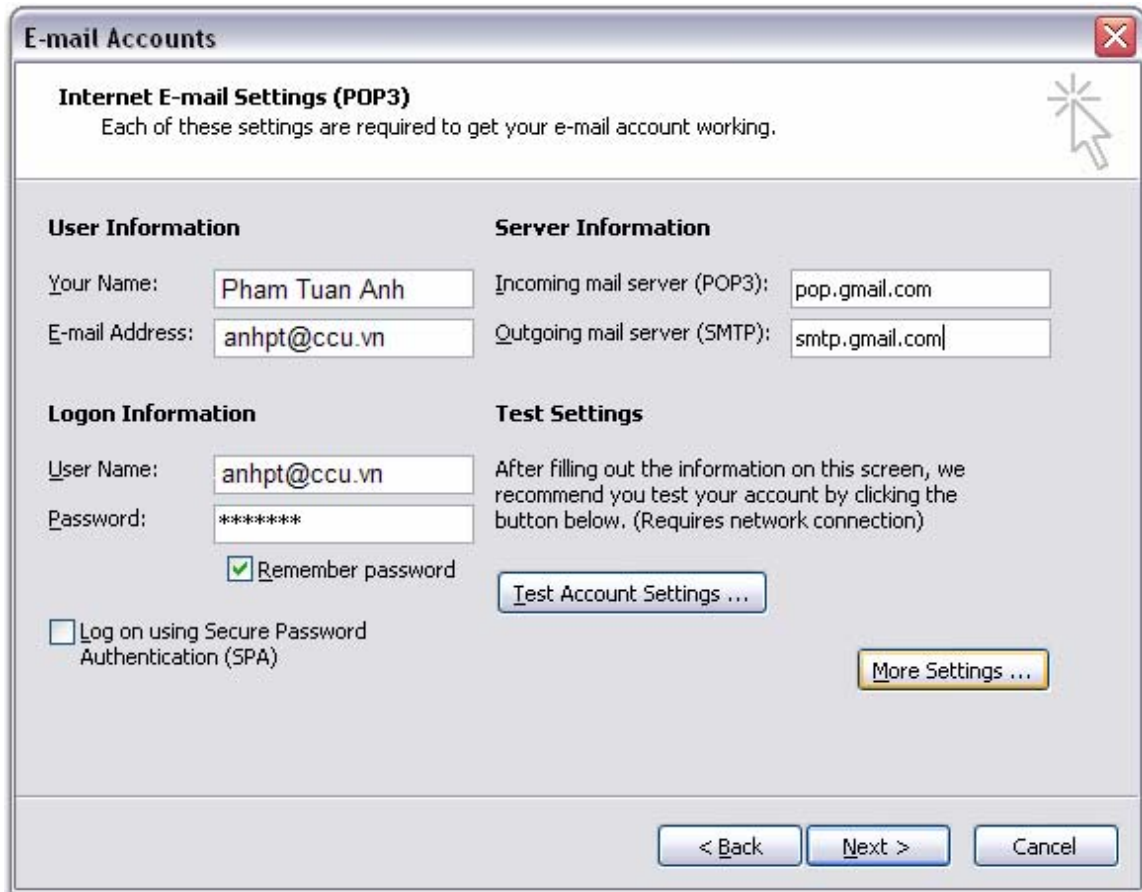 E-mail Accounts
Internet E-mail Settings (POP3)
Each of these settings are required to get your e-mail account working.
User Information
Your Name: Pham Tuan Anh
E-mail Address: anhpt@ccu.vn
Server Information
Incoming mail server (POP3): pop.gmail.com
Outgoing mail server (SMTP): smtp.gmail.com
Logon Information
User Name: anhpt@ccu.vn
Password: *******
Remember password
Log on using Secure Password
Authentication (SPA)
Test Settings
After filling out the information on this screen, we
recommend you test your account by clicking the
button below. (Requires network connection)
Test Account Settings ...
More Settings ...
< Back
Next >
Cancel